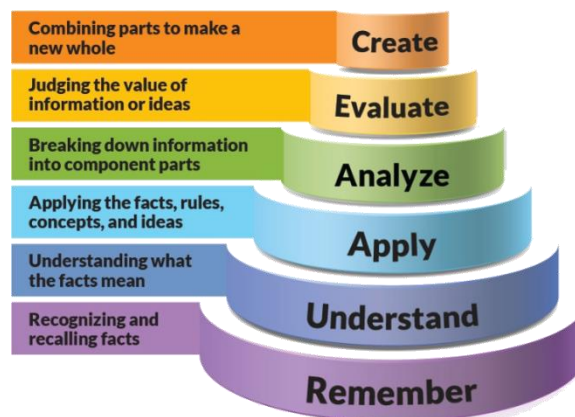 Combining parts to make a
new whole
Create
Judging the value of
information or ideas
Evaluate
Breaking down information
into component parts
Analyze
Applying the facts, rules,
concepts, and ideas
Apply
Understanding what
the facts mean
Understand
Recognizing and
recalling facts
Remember